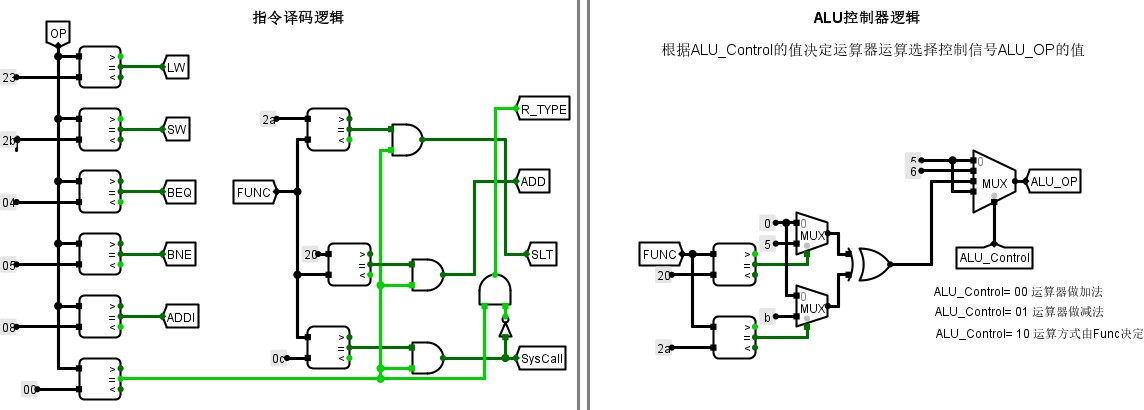 指令译码逻辑
OP
>
=
<
23
LW
>
=
<
2b
SW
>
=
<
04
BEQ
>
=
<
05
BNE
>
=
<
08
ADDI
>
=
<
00
R_TYPE
2a
>
=
<
FUNC
ADD
20
>
=
<
SLT
0c
>
=
<
SysCall
ALU控制器逻辑
根据ALU_Control的值决定运算器运算选择控制信号ALU_OP的值
5
6
0
MUX
ALU_OP
0
5
0
MUX
FUNC
20
>
=
<
ALU_Control
b
0
MUX
2a
>
=
<
ALU_Control= 00 运算器做加法
ALU_Control= 01 运算器做减法
ALU_Control= 10 运算方式由Func决定